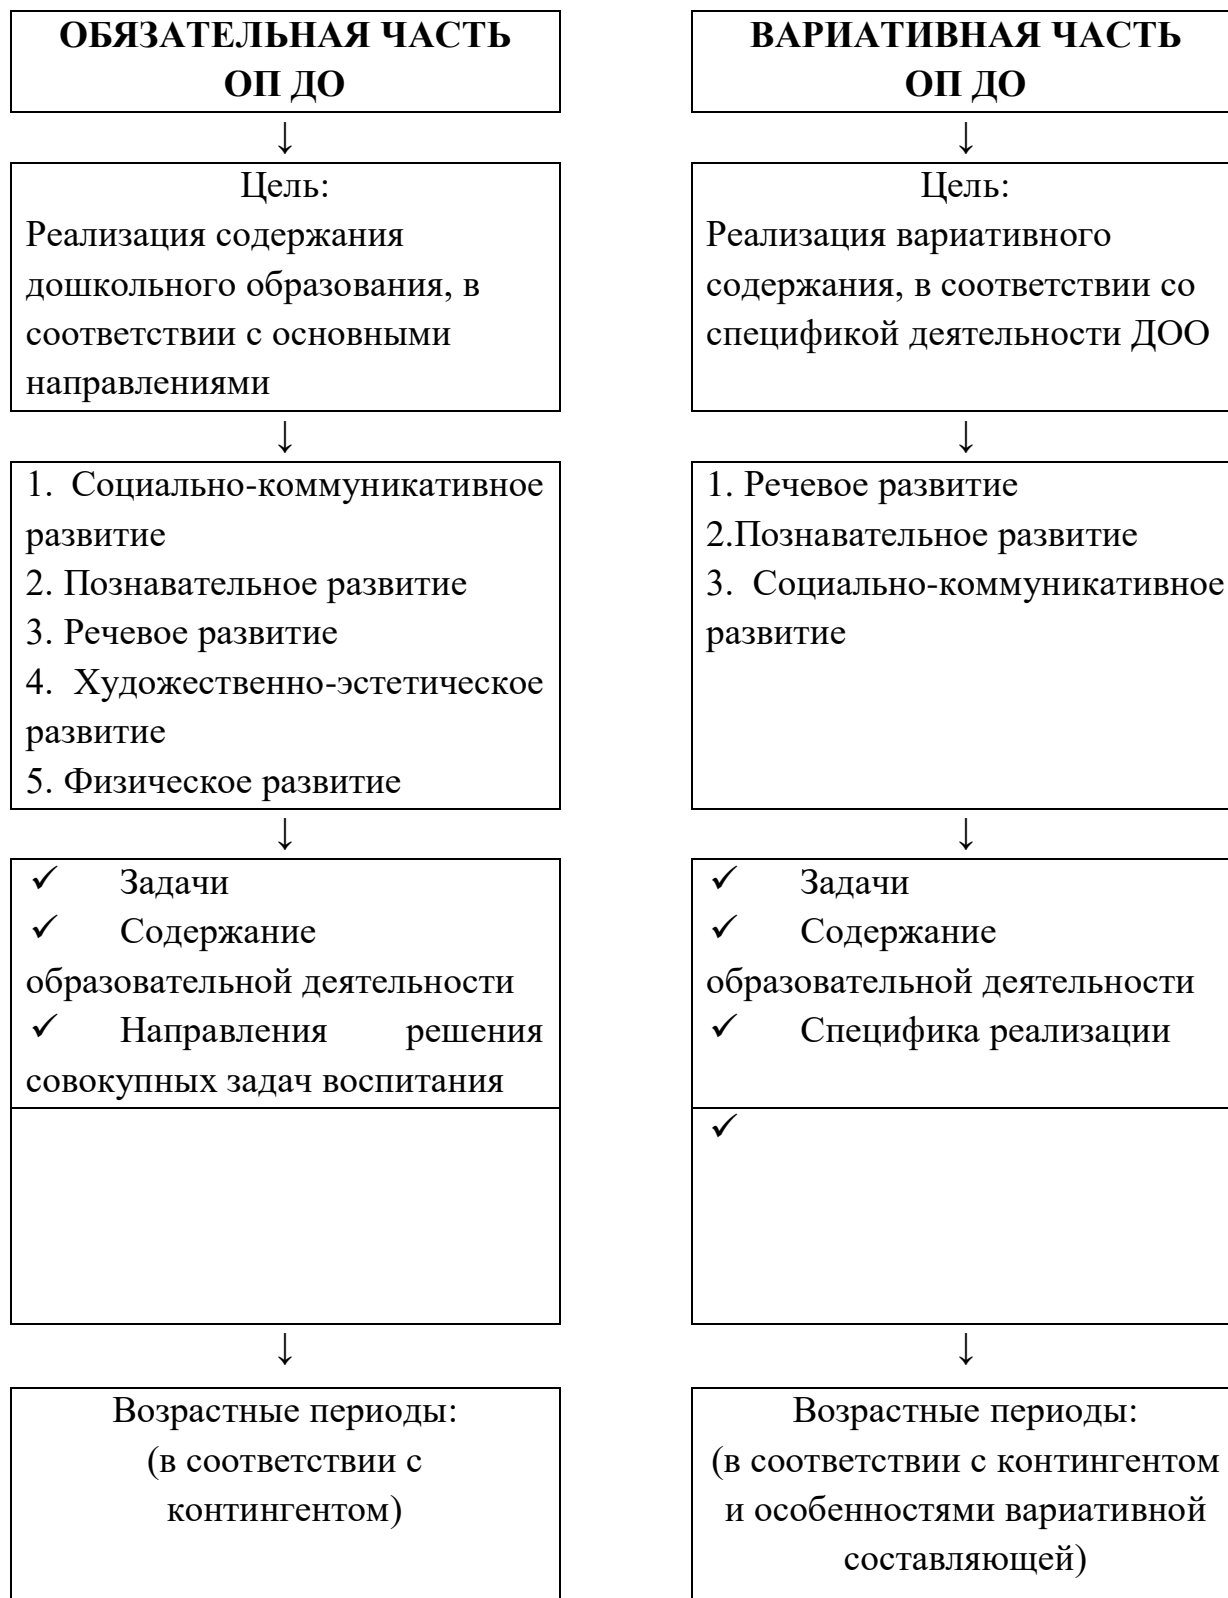 ОБЯЗАТЕЛЬНАЯ ЧАСТЬ
ОП ДО
↓
Цель:
Реализация содержания
дошкольного образования, в
соответствии с основными
направлениями
↓
1. Социально-коммуникативное
развитие
2. Познавательное развитие
3. Речевое развитие
4. Художественно-эстетическое
развитие
5. Физическое развитие
↓
✓ Задачи
✓ Содержание
образовательной деятельности
✓ Направления решения
совокупных задач воспитания
↓
Возрастные периоды:
(в соответствии с
контингентом)
ВАРИАТИВНАЯ ЧАСТЬ
ОП ДО
↓
Цель:
Реализация вариативного
содержания, в соответствии со
спецификой деятельности ДОО
↓
1. Речевое развитие
2.Познавательное развитие
3. Социально-коммуникативное
развитие
↓
✓ Задачи
✓ Содержание
образовательной деятельности
✓ Специфика реализации
✓
↓
Возрастные периоды:
(в соответствии с контингентом
и особенностями вариативной
составляющей)